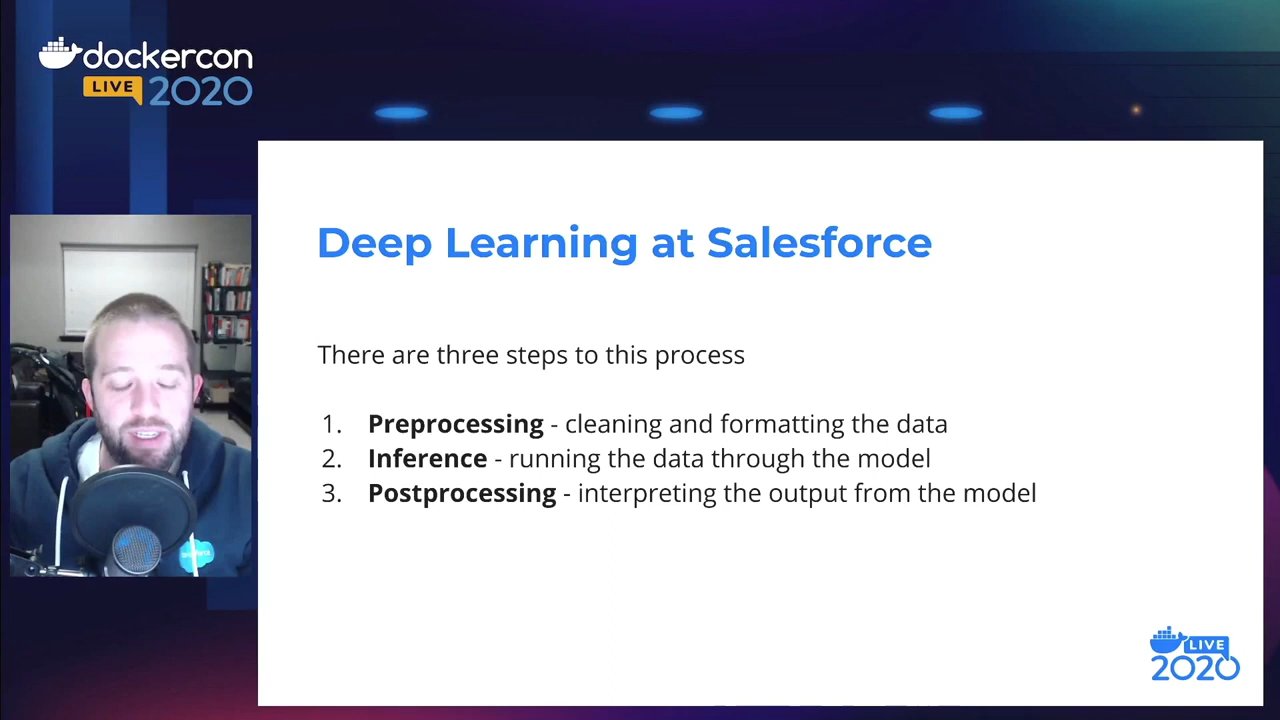 dockercon
LIVE 2020
Deep Learning at Salesforce
There are three steps to this process
1. Preprocessing - cleaning and formatting the data
2. Inference - running the data through the model
3. Postprocessing - interpreting the output from the model
salesforce
LIVE
2020